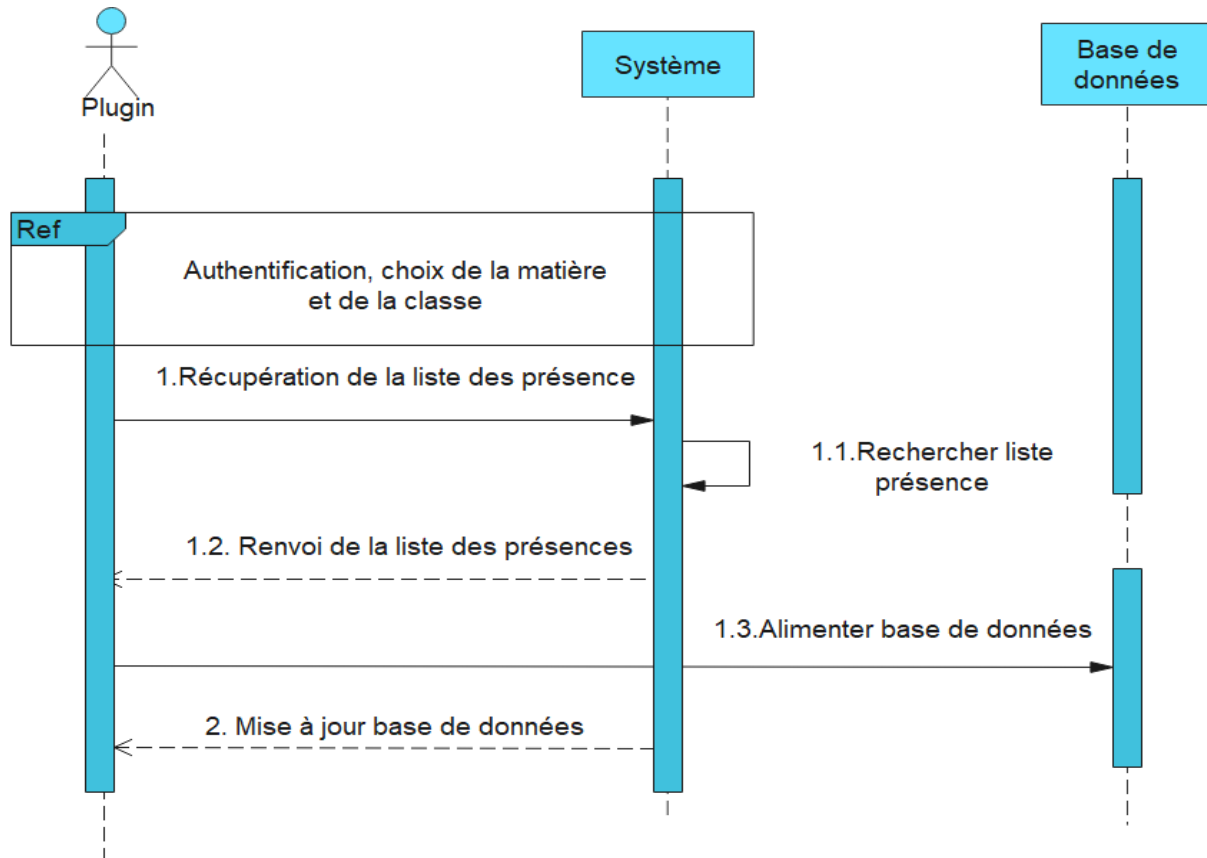 Plugin
Système
Base de
données
Ref
Authentification, choix de la matière
et de la classe
1.Récupération de la liste des présence
1.1.Rechercher liste
présence
1.2. Renvoi de la liste des présences
1.3.Alimenter base de données
2. Mise à jour base de données